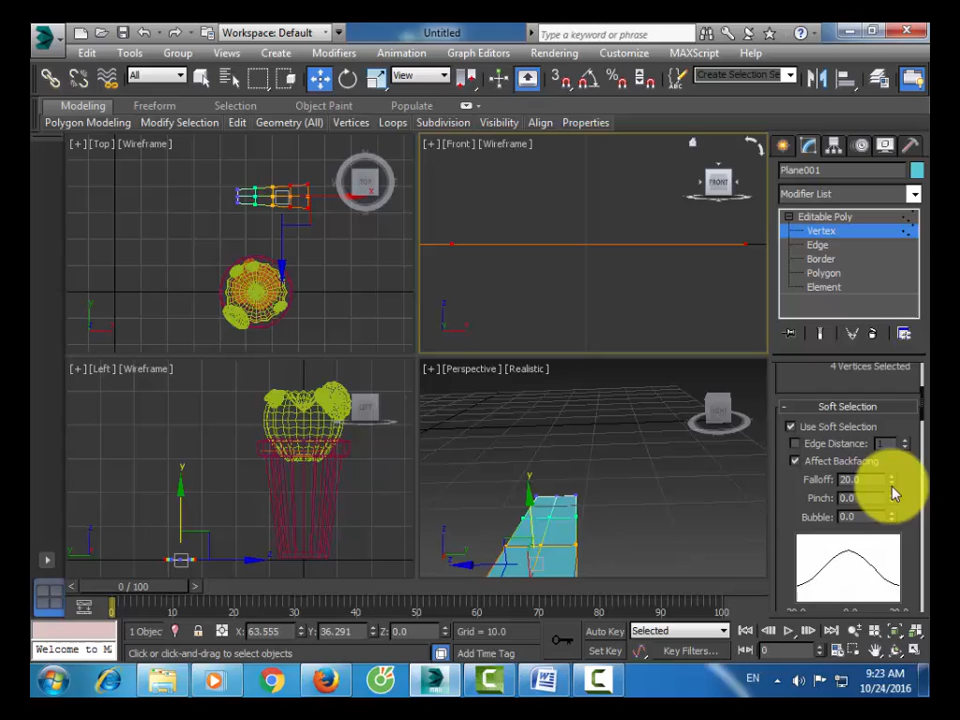 Workspace: Default
Untitled
Type a keyword or phrase
Edit Tools Group Views Create Modifiers Animation Graph Editors Rendering Customize MAXScript Help
All
View
3
Create Selection Se
Modeling Freeform Selection Object Paint Populate
Polygon Modeling Modify Selection Edit Geometry (All) Vertices Loops Subdivision Visibility Align Properties
[+] [Top] [Wireframe]
TOP
[+] [Front] [Wireframe]
FRONT
Plane001
Modifier List
Editable Poly
Vertex
Edge
Border
Polygon
Element
[+] [Left] [Wireframe]
LEFT
[+] [Perspective] [Realistic]
4 Vertices Selected
- Soft Selection
Use Soft Selection
Edge Distance: 1
Affect Backfacing
Falloff: 20.0
Pinch: 0.0
Bubble: 0.0
< 0 / 100 >
10 20 30 40 50 60 70 80 90 100
1 Objec X: 63.555 Y: 36.291 Z: 0.0 Grid = 10.0 Auto Key Selected
Welcome to M Click or click-and-drag to select objects Add Time Tag Set Key Key Filters... 0
EN
9:23 AM
10/24/2016